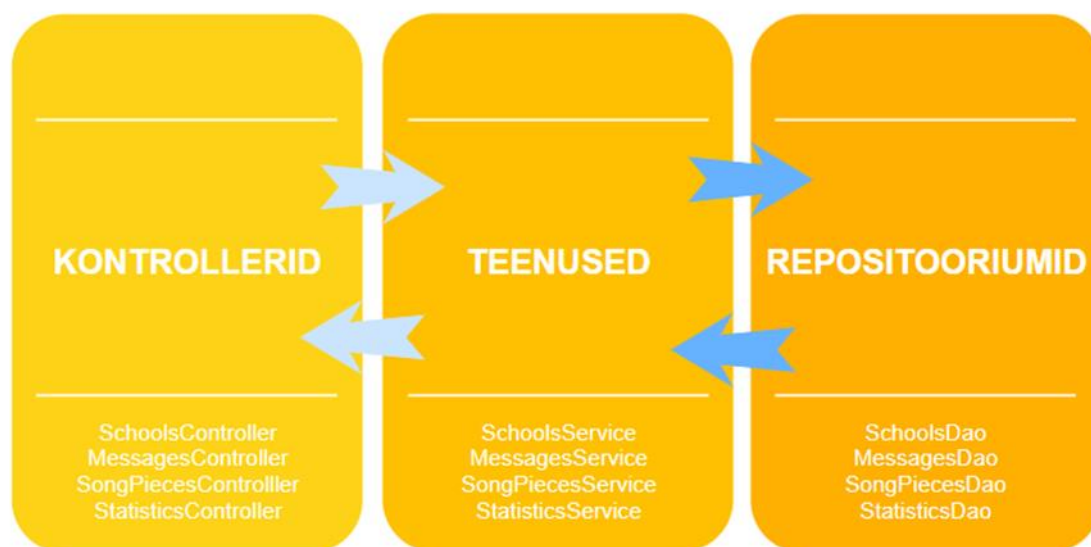 KONTROLLERID
SchoolsController
MessagesController
SongPiecesControlller
StatisticsController
TEENUSED
SchoolsService
MessagesService
SongPiecesService
StatisticsService
REPOSITOORIUMID
SchoolsDao
MessagesDao
SongPiecesDao
StatisticsDao